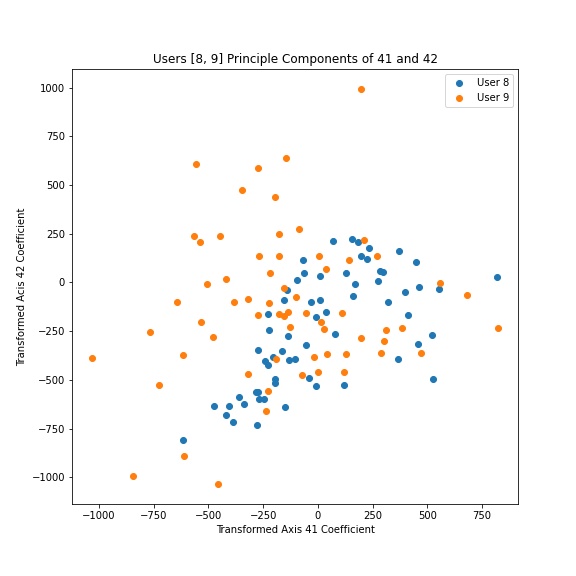 Users [8, 9] Principle Components of 41 and 42
User 8
User 9
1000
750
500
250
0
−250
−500
−750
−1000
Transformed Acis 42 Coefficient
−1000 −750 −500 −250 0 250 500 750
Transformed Axis 41 Coefficient